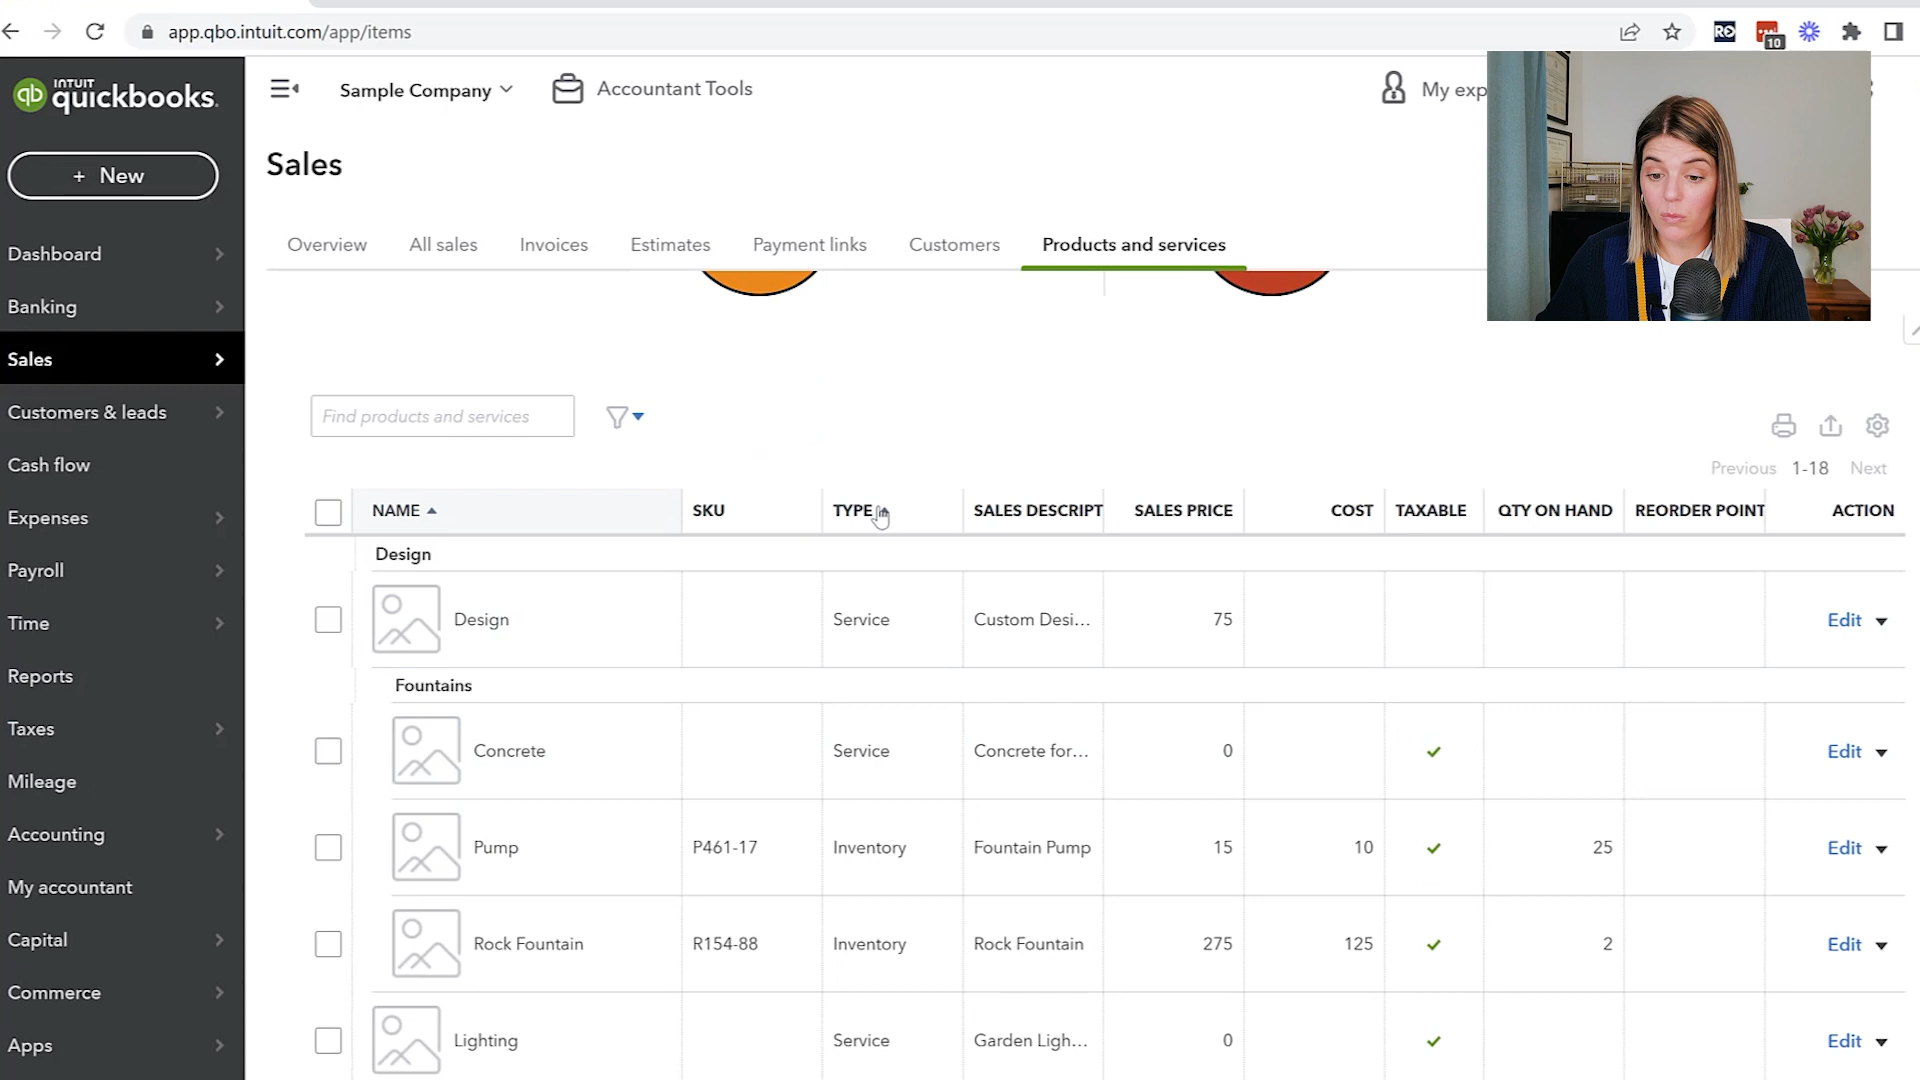 app.qbo.intuit.com/app/items
10
INTUIT
quickbooks.
Sample Company
Accountant Tools
My exp
+ New
Sales
Overview
All sales
Invoices
Estimates
Payment links
Customers
Products and services
Dashboard
Banking
Sales
Customers & leads
Cash flow
Expenses
Payroll
Time
Reports
Taxes
Mileage
Accounting
My accountant
Capital
Commerce
Apps
Find products and services
Previous 1-18 Next
NAME SKU TYPE SALES DESCRIPT SALES PRICE COST TAXABLE QTY ON HAND REORDER POINT ACTION
Design
Design Service Custom Desi... 75 Edit
Fountains
Concrete Service Concrete for... 0 Edit
Pump P461-17 Inventory Fountain Pump 15 10 25 Edit
Rock Fountain R154-88 Inventory Rock Fountain 275 125 2 Edit
Lighting Service Garden Ligh... 0 Edit